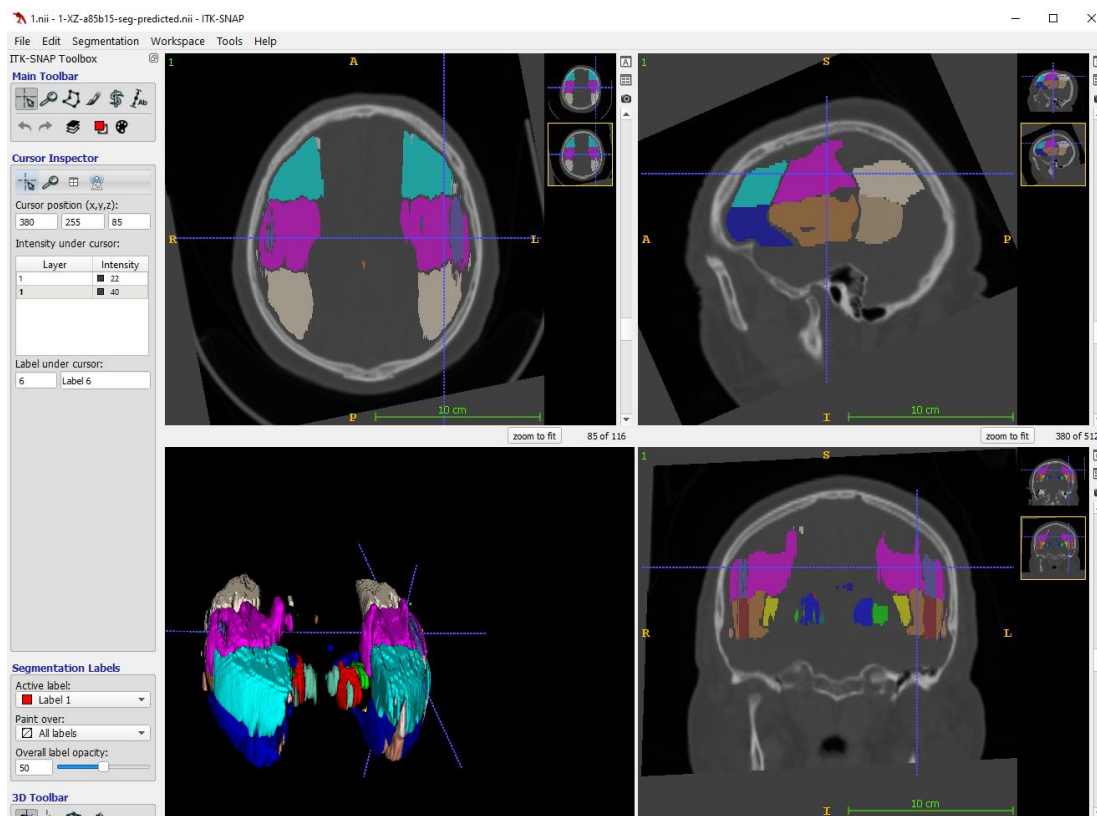 1.nii - 1-XZ-a85b15-seg-predicted.nii - ITK-SNAP
File Edit Segmentation Workspace Tools Help
ITK-SNAP Toolbox
Main Toolbar
Ab
Cursor Inspector
Cursor position (x,y,z):
380 255 85
Intensity under cursor:
Layer Intensity
1 22
1 40
Label under cursor:
6 Label 6
Segmentation Labels
Active label:
Label 1
Paint over:
All labels
Overall label opacity:
50
3D Toolbar
1
A
R
L
P
10 cm
zoom to fit 85 of 116
A
1
S
A
P
I
10 cm
zoom to fit 380 of 512
1
S
R
L
I
10 cm